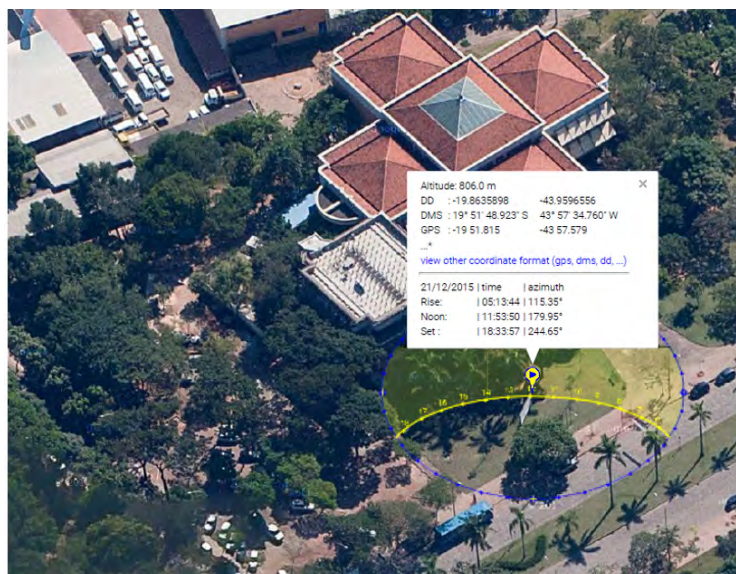 Altitude: 806.0 m
DD : -19.8635898 -43.9596556
DMS : 19° 51' 48.923" S 43° 57' 34.760" W
GPS : -19 51.815 -43 57.579
...*
view other coordinate format (gps, dms, dd, ...)
21/12/2015 | time | azimuth
Rise: | 05:13:44 | 115.35°
Noon: | 11:53:50 | 179.95°
Set : | 18:33:57 | 244.65°